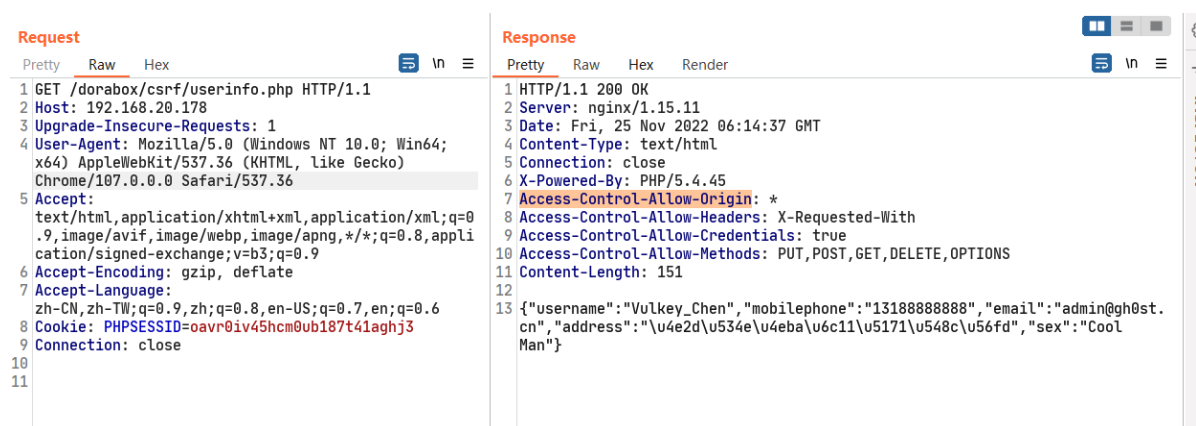 Request
Pretty Raw Hex \n
1 GET /dorabox/csrf/userinfo.php HTTP/1.1
2 Host: 192.168.20.178
3 Upgrade-Insecure-Requests: 1
4 User-Agent: Mozilla/5.0 (Windows NT 10.0; Win64;
x64) AppleWebKit/537.36 (KHTML, like Gecko)
Chrome/107.0.0.0 Safari/537.36
5 Accept:
text/html,application/xhtml+xml,application/xml;q=0
.9,image/avif,image/webp,image/apng,*/*;q=0.8,appli
cation/signed-exchange;v=b3;q=0.9
6 Accept-Encoding: gzip, deflate
7 Accept-Language:
zh-CN,zh-TW;q=0.9,zh;q=0.8,en-US;q=0.7,en;q=0.6
8 Cookie: PHPSESSID=oavr0iv45hcm0ub187t41aghj3
9 Connection: close
10
11
Response
Pretty Raw Hex Render \n
1 HTTP/1.1 200 OK
2 Server: nginx/1.15.11
3 Date: Fri, 25 Nov 2022 06:14:37 GMT
4 Content-Type: text/html
5 Connection: close
6 X-Powered-By: PHP/5.4.45
7 Access-Control-Allow-Origin: *
8 Access-Control-Allow-Headers: X-Requested-With
9 Access-Control-Allow-Credentials: true
10 Access-Control-Allow-Methods: PUT,POST,GET,DELETE,OPTIONS
11 Content-Length: 151
12
13 {"username":"Vulkey_Chen","mobilephone":"13188888888","email":"admin@gh0st.
cn","address":"\u4e2d\u534e\u4eba\u6c11\u5171\u548c\u56fd","sex":"Cool
Man"}